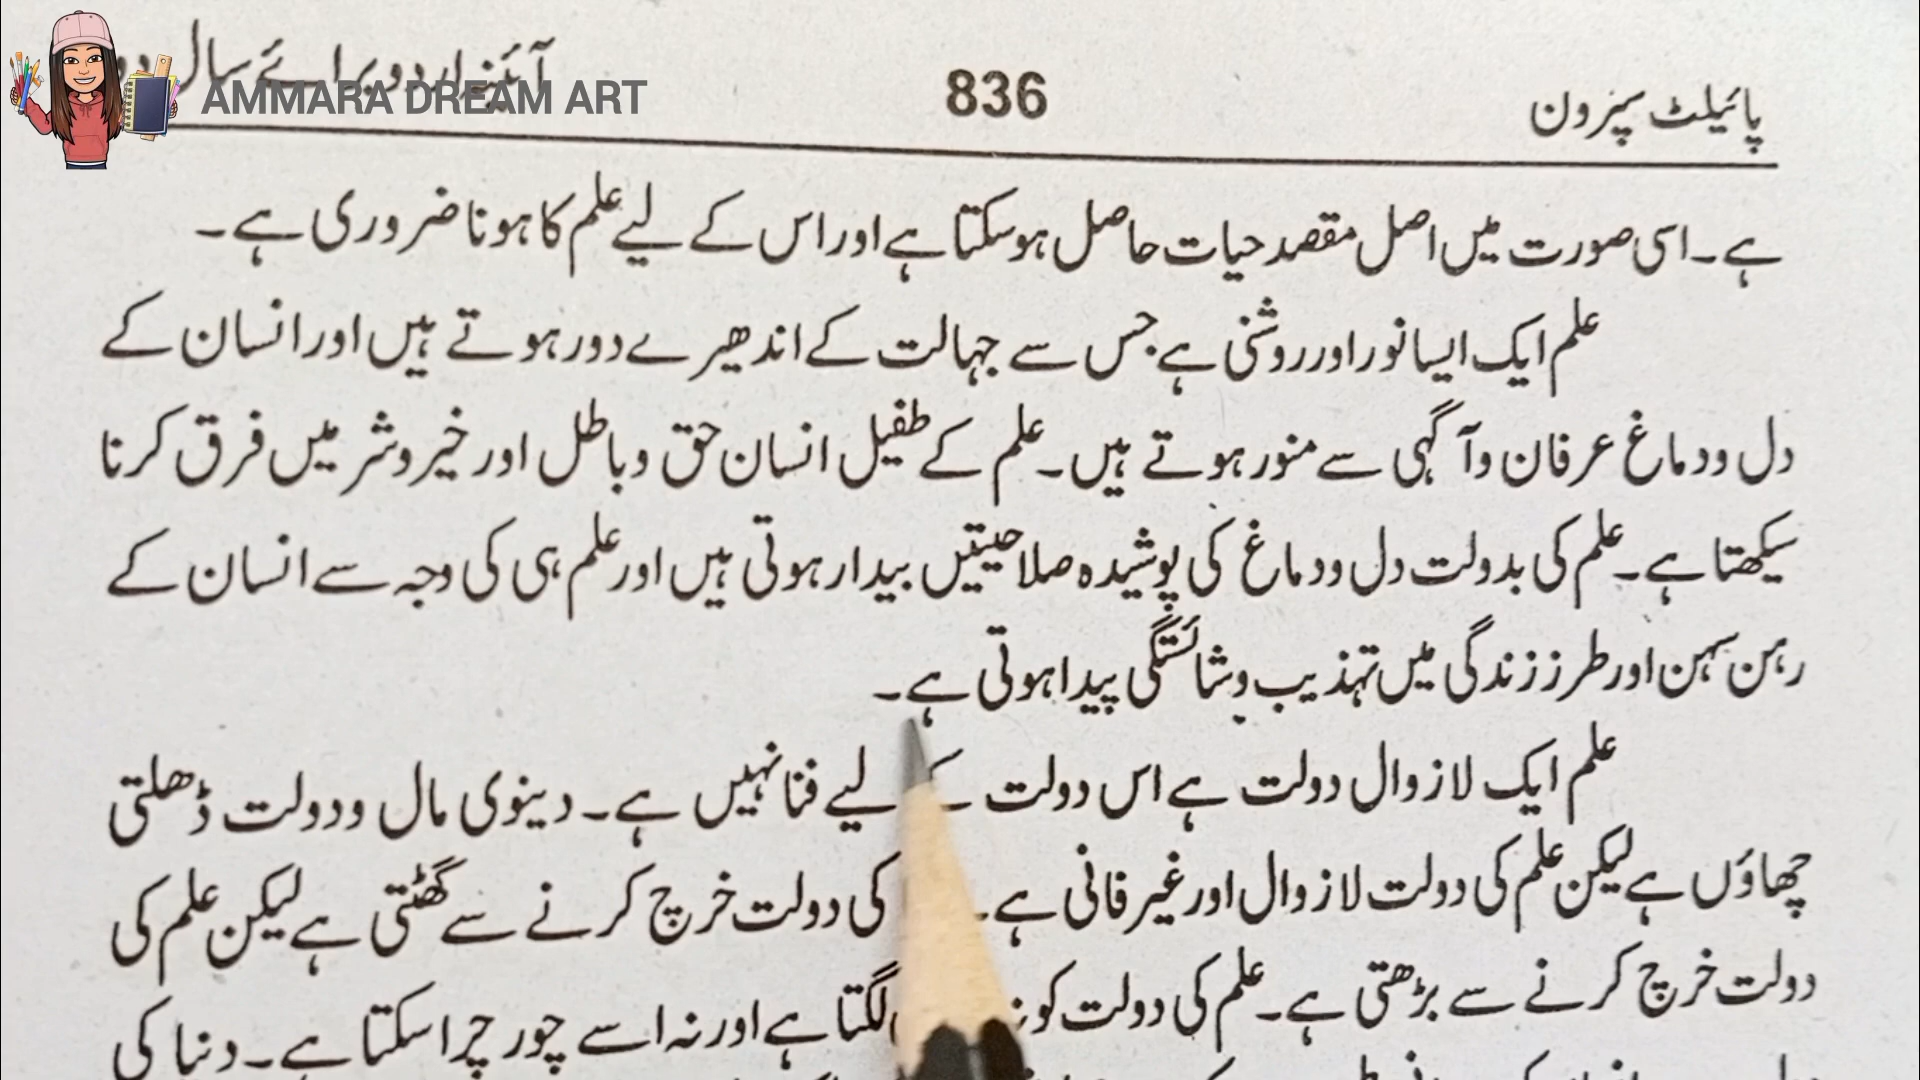 پائیلٹ سپرون 836 آئینہ اردو برائے سال دو
AMMARA DREAM ART
ہے۔ اسی صورت میں اصل مقصد حیات حاصل ہو سکتا ہے اور اس کے لیے علم کا ہونا ضروری ہے۔
علم ایک ایسا نور اور روشنی ہے جس سے جہالت کے اندھیرے دور ہوتے ہیں اور انسان کے
دل و دماغ عرفان و آگہی سے منور ہوتے ہیں۔ علم کے طفیل انسان حق و باطل اور خیر و شر میں فرق کرنا
سیکھتا ہے۔ علم کی بدولت دل و دماغ کی پوشیدہ صلاحیتیں بیدار ہوتی ہیں اور علم ہی کی وجہ سے انسان کے
رہن سہن اور طرز زندگی میں تہذیب و شائستگی پیدا ہوتی ہے۔
علم ایک لازوال دولت ہے اس دولت کے لیے فنا نہیں ہے۔ دینوی مال و دولت ڈھلتی
چھاؤں ہے لیکن علم کی دولت لازوال اور غیر فانی ہے۔ کی دولت خرچ کرنے سے گھٹتی ہے لیکن علم کی
دولت خرچ کرنے سے بڑھتی ہے۔ علم کی دولت کو لگتا ہے اور نہ اسے چور چرا سکتا ہے۔ دنیا کی